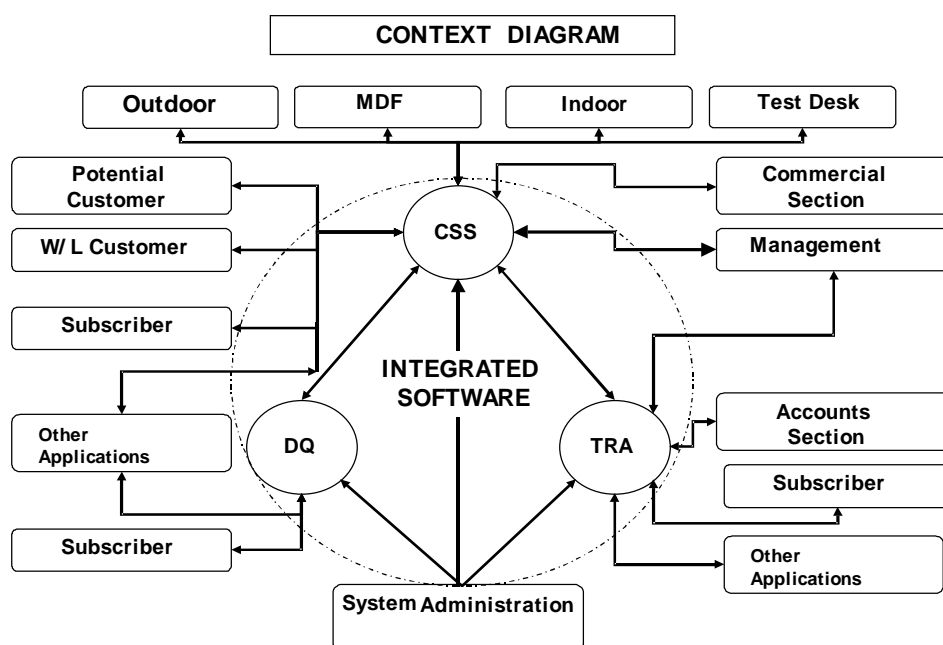 CONTEXT DIAGRAM
Outdoor
MDF
Indoor
Test Desk
Potential
Customer
Commercial
Section
CSS
W/ L Customer
Management
Subscriber
INTEGRATED
SOFTWARE
Other
Applications
DQ
TRA
Accounts
Section
Subscriber
Subscriber
Other
Applications
System Administration